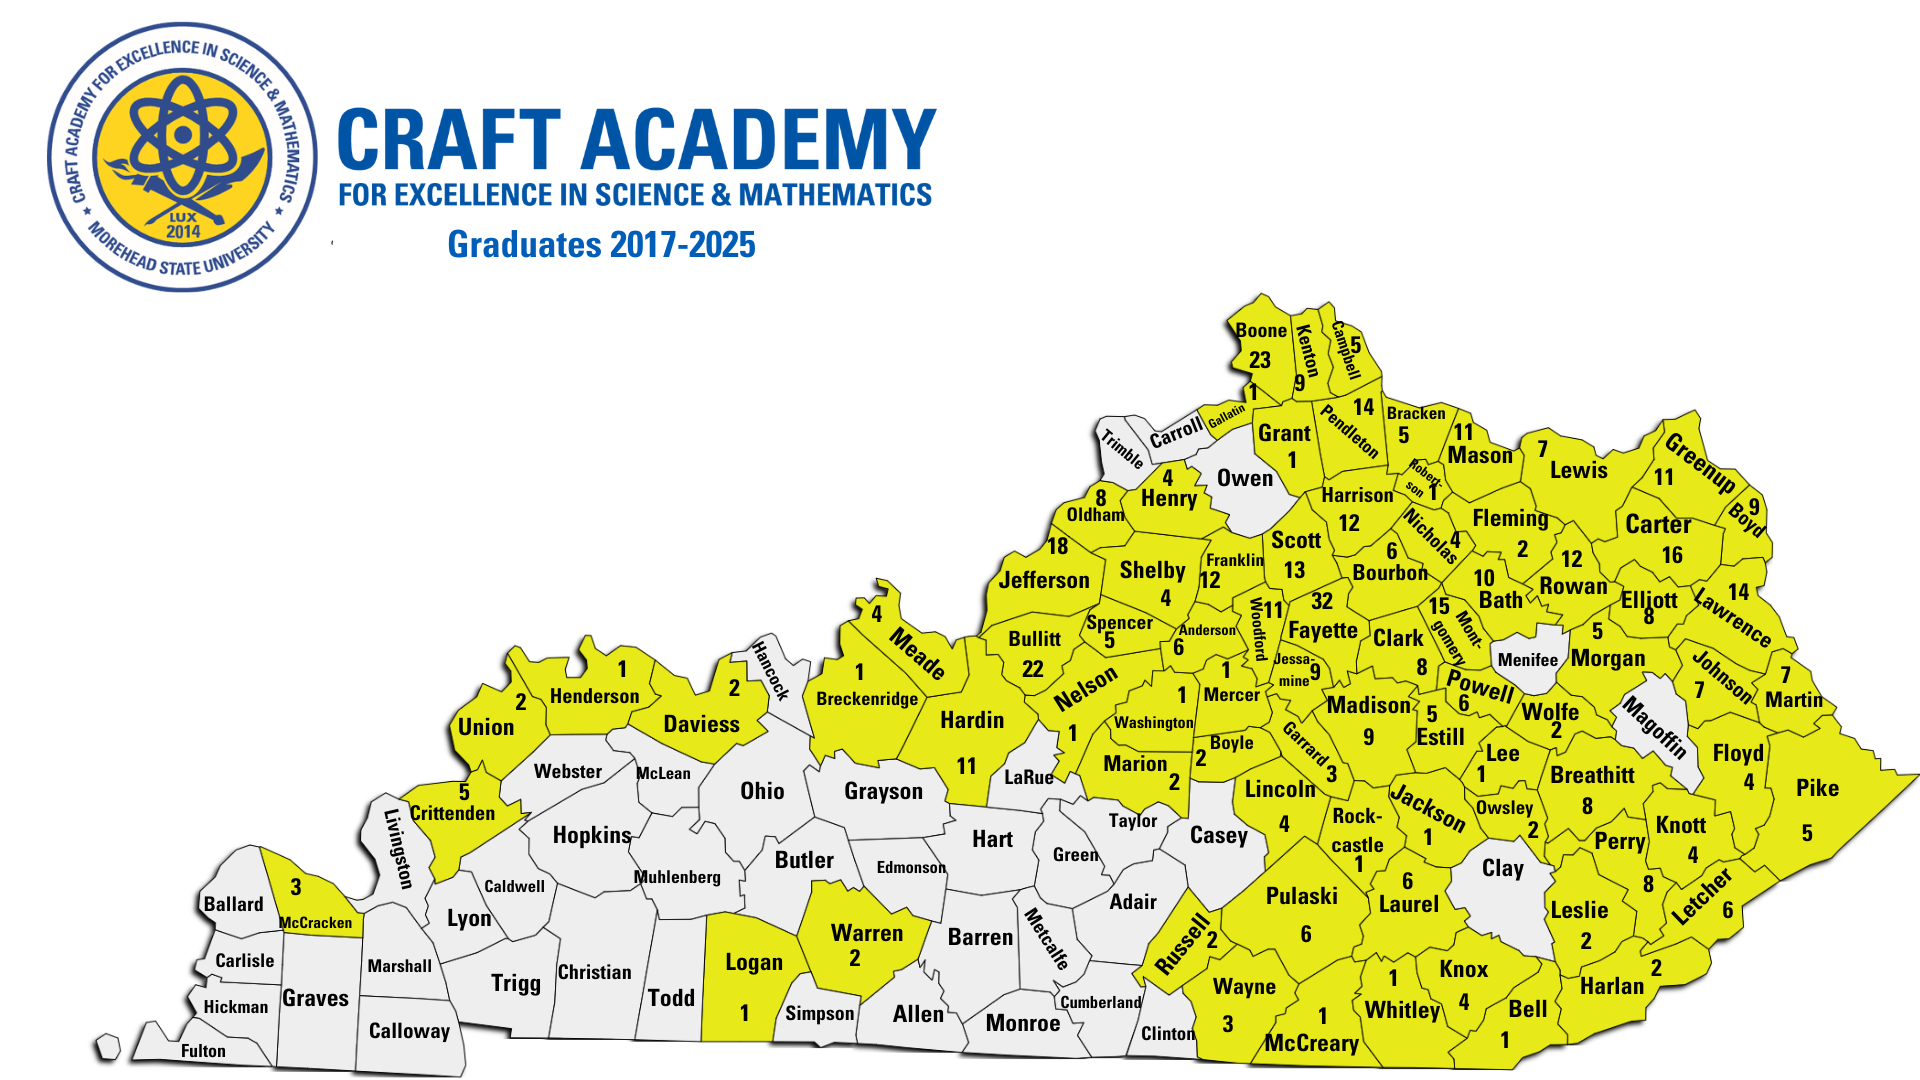 CRAFT ACADEMY FOR EXCELLENCE IN SCIENCE & MATHEMATICS
LUX
2014
★ MOREHEAD STATE UNIVERSITY ★
CRAFT ACADEMY
FOR EXCELLENCE IN SCIENCE & MATHEMATICS
Graduates 2017-2025
Boone
23
Kenton
9
Campbell
5
Gallatin
1
Carroll
Trimble
Grant
1
Pendleton
14
Bracken
5
11
Mason
7
Lewis
Greenup
11
9
Boyd
Owen
4
Henry
8
Oldham
Harrison
12
Robert-
son 1
Nicholas
4
Fleming
2
Carter
16
18
Jefferson
Shelby
4
Franklin
12
Scott
13
6
Bourbon
10
Bath
12
Rowan
Elliott
8
14
Lawrence
4
Meade
Bullitt
22
Spencer
5
Anderson
6
Woodford
11
32
Fayette
Clark
8
15
Mont-
gomery
Menifee
5
Morgan
Johnson
7
7
Martin
Hancock
1
Breckenridge
Hardin
11
Nelson
1
1
Washington
1
Mercer
Jessa-
mine 9
Madison
9
5
Estill
Powell
6
Wolfe
2
Magoffin
Floyd
4
Pike
5
2
Union
1
Henderson
2
Daviess
Webster
McLean
Ohio
Grayson
LaRue
Marion
2
Boyle
2
Garrard
3
Lincoln
4
Rock-
castle
1
Jackson
1
Lee
1
Owsley
2
Breathitt
8
Perry
8
Knott
4
Letcher
6
5
Crittenden
Livingston
Hopkins
Muhlenberg
Butler
Edmonson
Hart
Green
Taylor
Casey
Adair
Pulaski
6
6
Laurel
Clay
Leslie
2
Ballard
3
McCracken
Lyon
Caldwell
Warren
2
Barren
Metcalfe
Russell
2
Carlisle
Marshall
Trigg
Christian
Todd
Logan
1
Simpson
Allen
Monroe
Cumberland
Clinton
Wayne
3
1
McCreary
1
Whitley
Knox
4
Bell
1
2
Harlan
Hickman
Graves
Calloway
Fulton